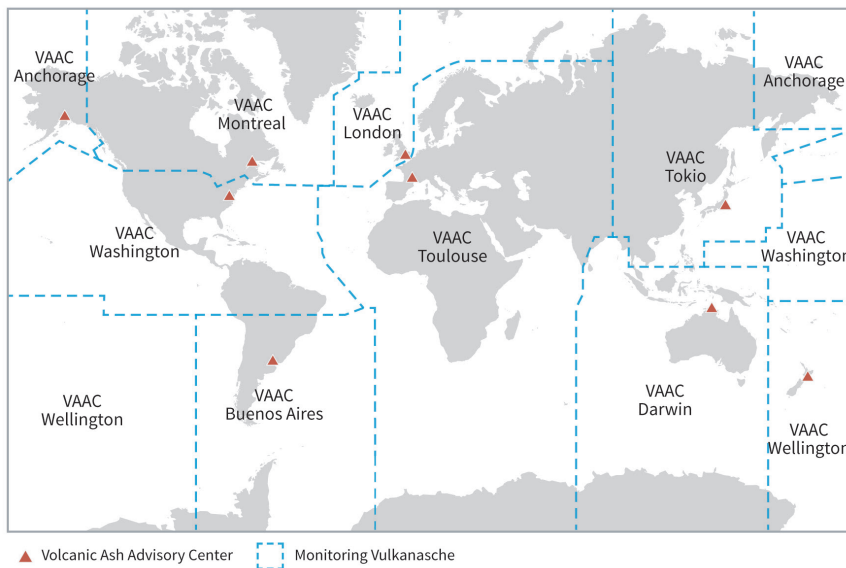 VAAC
Anchorage
VAAC
Montreal
VAAC
London
VAAC
Anchorage
VAAC
Tokio
VAAC
Washington
VAAC
Toulouse
VAAC
Washington
VAAC
Wellington
VAAC
Buenos Aires
VAAC
Darwin
VAAC
Wellington
Volcanic Ash Advisory Center
Monitoring Vulkanasche